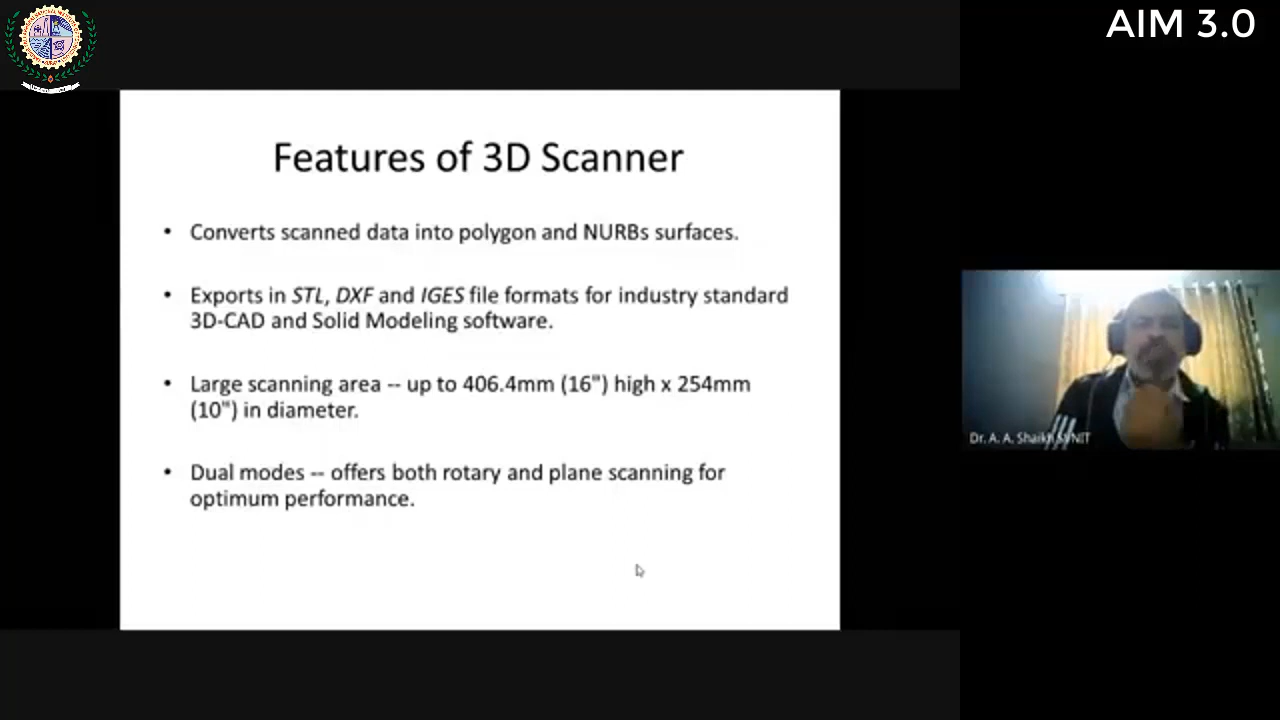 AIM 3.0
Features of 3D Scanner
• Converts scanned data into polygon and NURBs surfaces.
• Exports in STL, DXF and IGES file formats for industry standard
3D-CAD and Solid Modeling software.
• Large scanning area -- up to 406.4mm (16") high x 254mm
(10") in diameter.
• Dual modes -- offers both rotary and plane scanning for
optimum performance.
Dr. A. A. Shaikh SVNIT